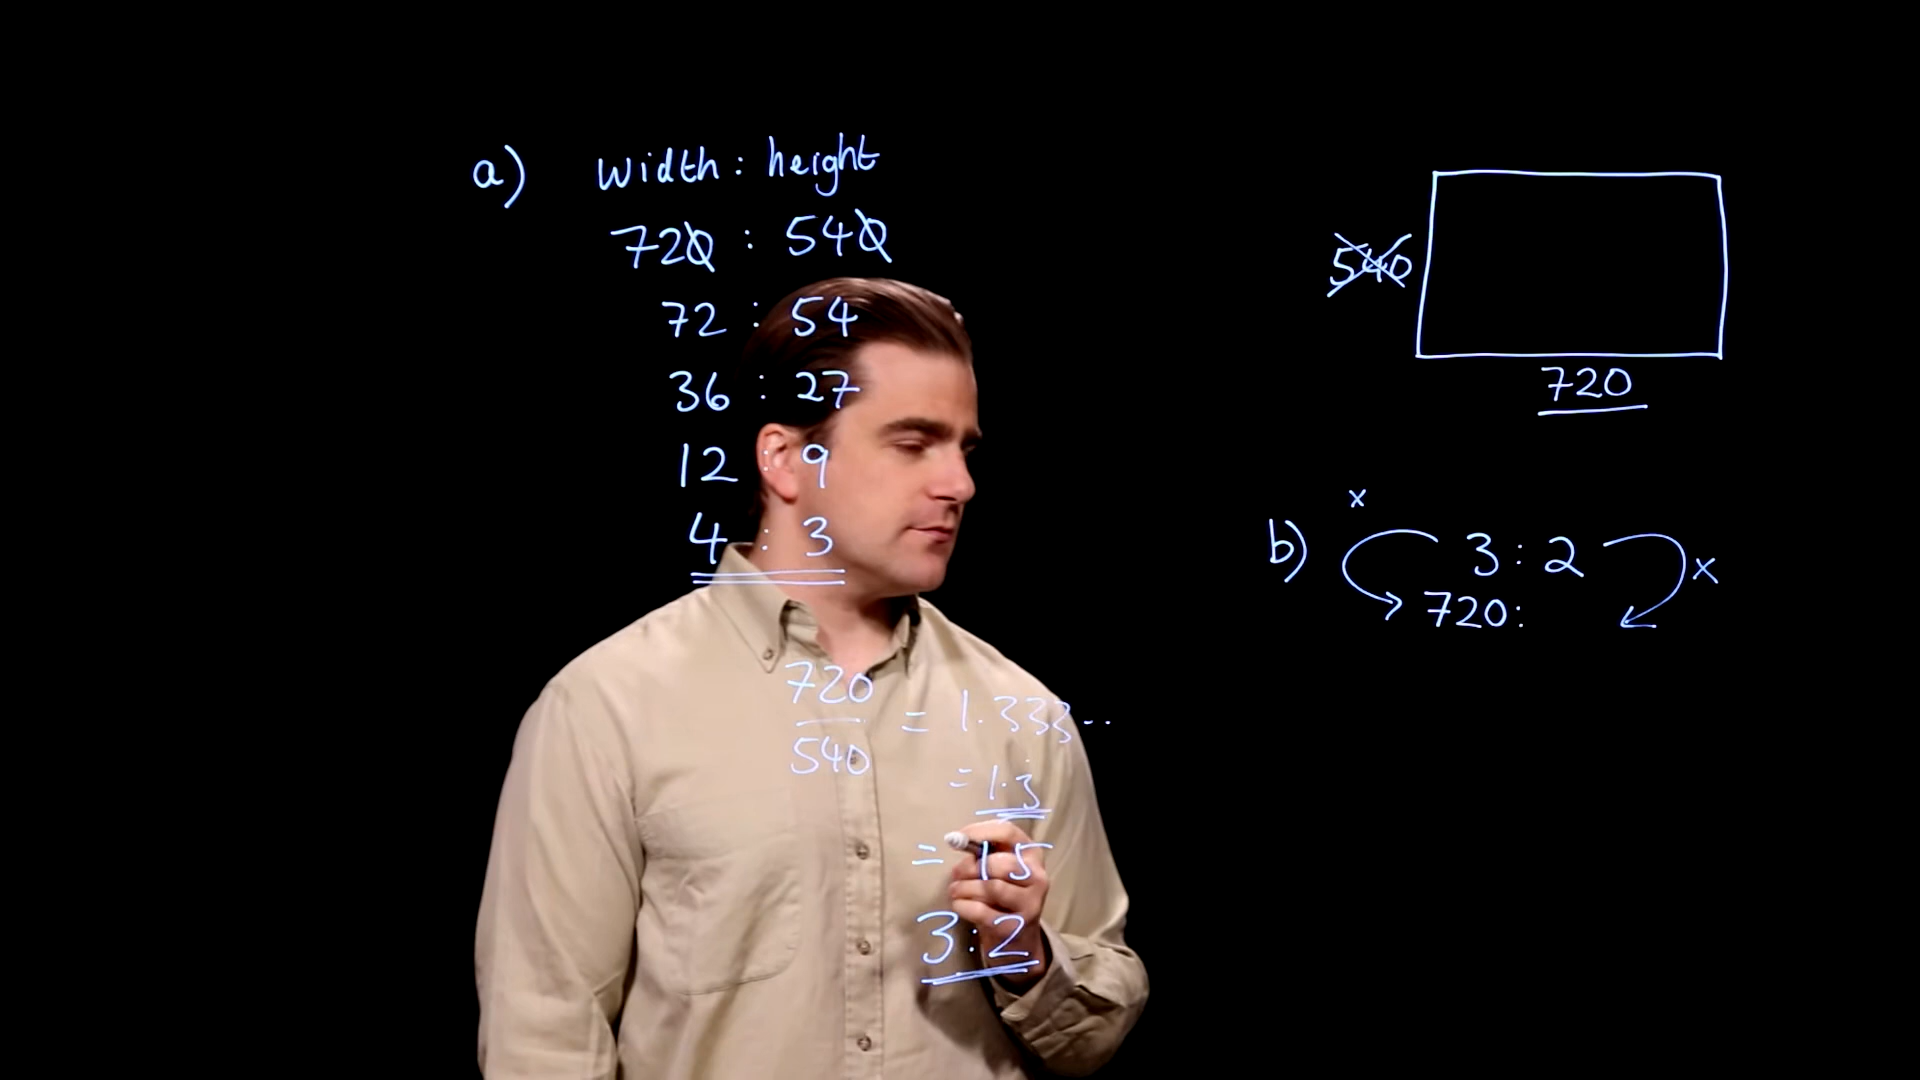 a) width : height
720 : 540
72 : 54
36 : 27
12 : 9
4 : 3
720
540
= 1.333..
= 1.3̇
= 1.5
3:2
540
720
b) 3:2
x
x
720: